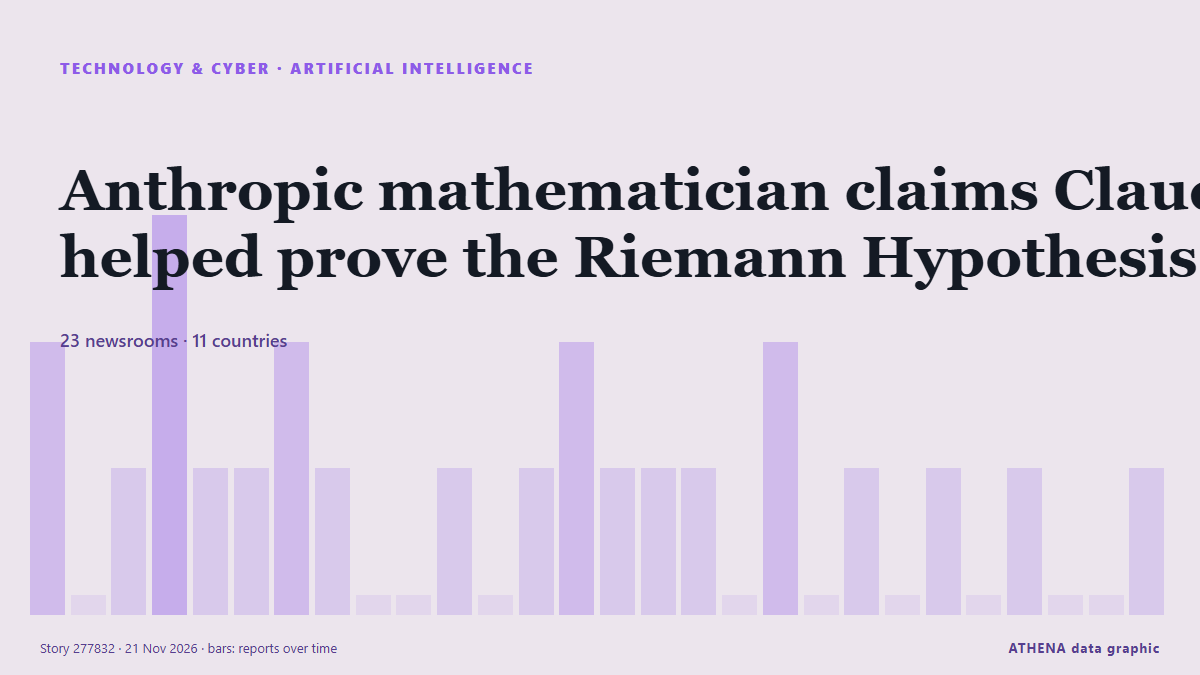 TECHNOLOGY & CYBER · ARTIFICIAL INTELLIGENCE
Anthropic mathematician claims
helped prove the Riemann Hypothesis
23 newsrooms · 11 countries
Story 277832 · 21 Nov 2026 · bars: reports over time
ATHENA data graphic